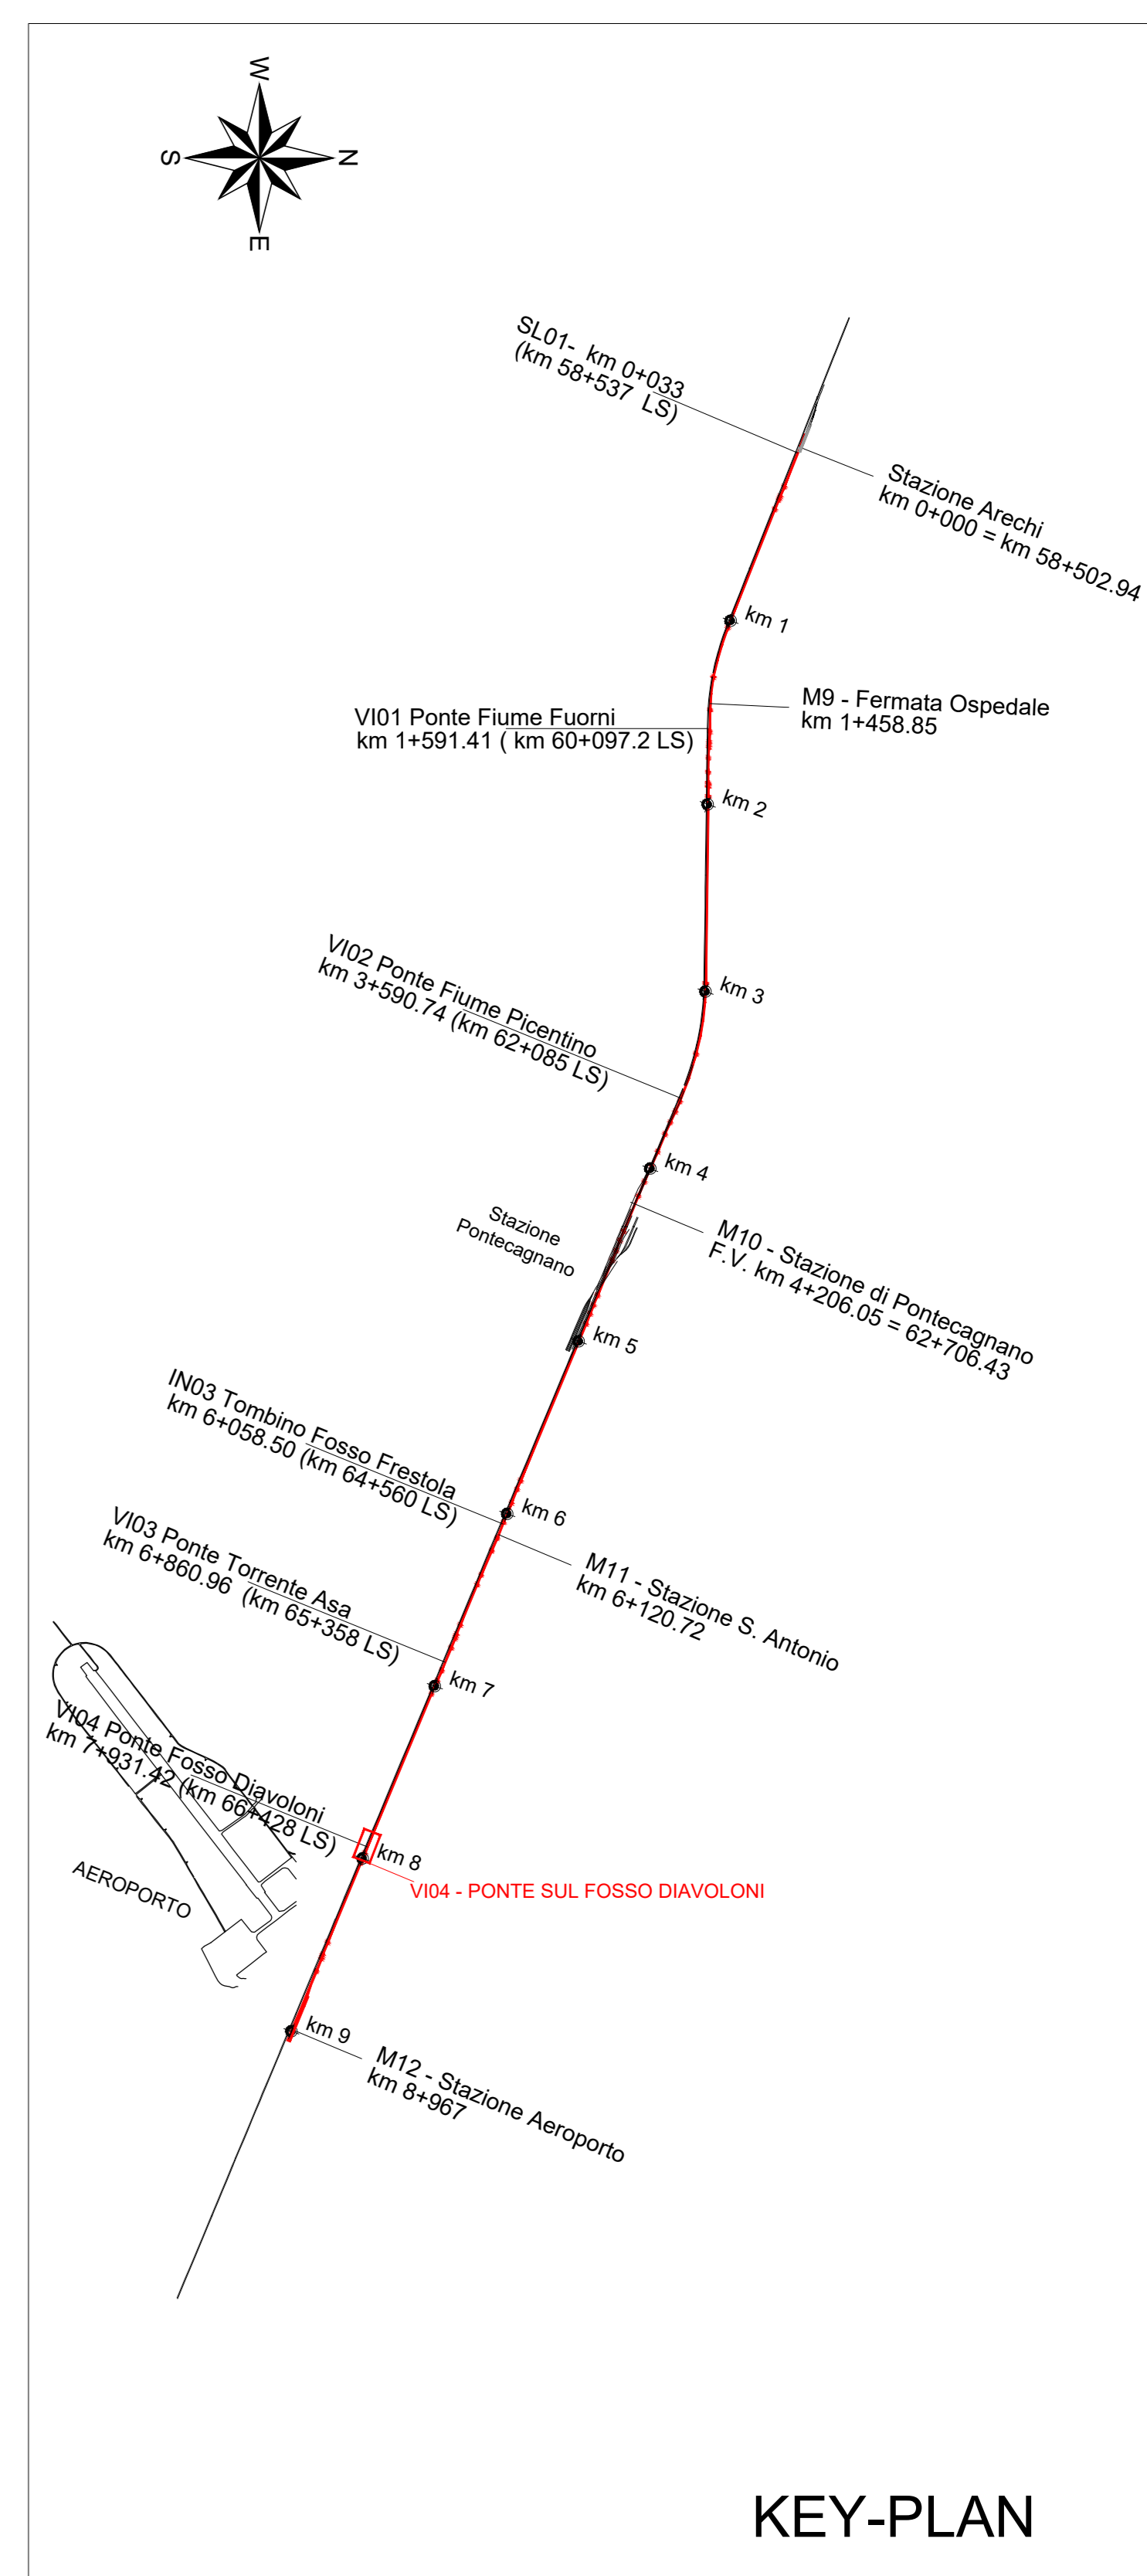 W
S
N
E
SL01- km 0+033
(km 58+537 LS)
Stazione Arechi
km 0+000 = km 58+502.94
km 1
M9 - Fermata Ospedale
km 1+458.85
VI01 Ponte Fiume Fuorni
km 1+591.41 ( km 60+097.2 LS)
km 2
VI02 Ponte Fiume Picentino
km 3+590.74 (km 62+085 LS)
km 3
km 4
Stazione
Pontecagnano
M10 - Stazione di Pontecagnano
F.V. km 4+206.05 = 62+706.43
km 5
IN03 Tombino Fosso Frestola
km 6+058.50 (km 64+560 LS)
km 6
M11 - Stazione S. Antonio
km 6+120.72
VI03 Ponte Torrente Asa
km 6+860.96 (km 65+358 LS)
km 7
VI04 Ponte Fosso Diavoloni
km 7+931.42 (km 66+428 LS)
km 8
VI04 - PONTE SUL FOSSO DIAVOLONI
AEROPORTO
km 9
M12 - Stazione Aeroporto
km 8+967
KEY-PLAN